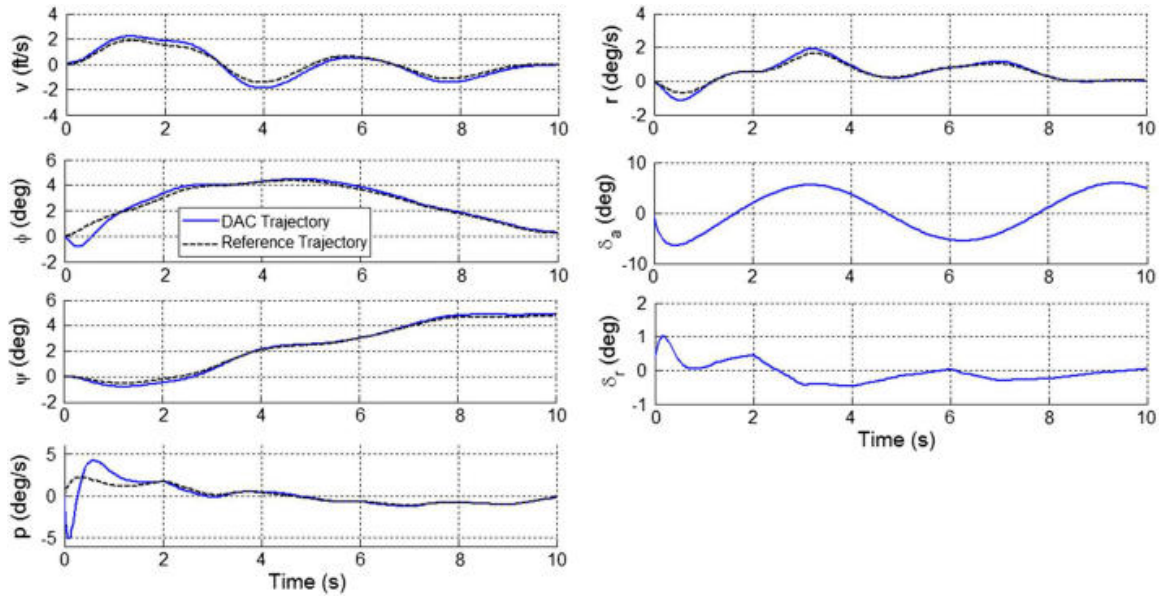 4
2
0
-2
-4
v (ft/s)
0 2 4 6 8 10
6
4
2
0
-2
ϕ (deg)
DAC Trajectory
Reference Trajectory
0 2 4 6 8 10
6
4
2
0
-2
ψ (deg)
0 2 4 6 8 10
5
0
-5
p (deg/s)
0 2 4 6 8 10
Time (s)
4
2
0
-2
r (deg/s)
0 2 4 6 8 10
10
0
-10
δa (deg)
0 2 4 6 8 10
2
1
0
-1
δr (deg)
0 2 4 6 8 10
Time (s)